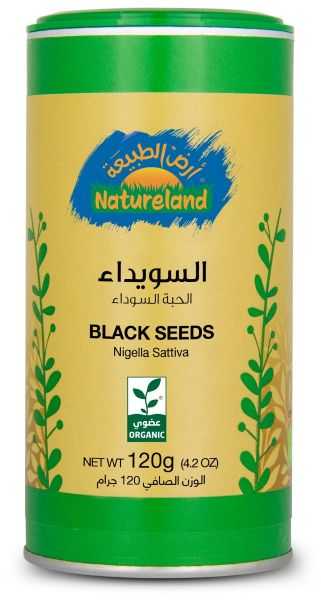 أرض الطبيعة
Natureland
السويداء
الحبة السوداء
BLACK SEEDS
Nigella Sattiva
عضوي
ORGANIC
NET WT 120g (4.2 OZ)
الوزن الصافي 120 جرام